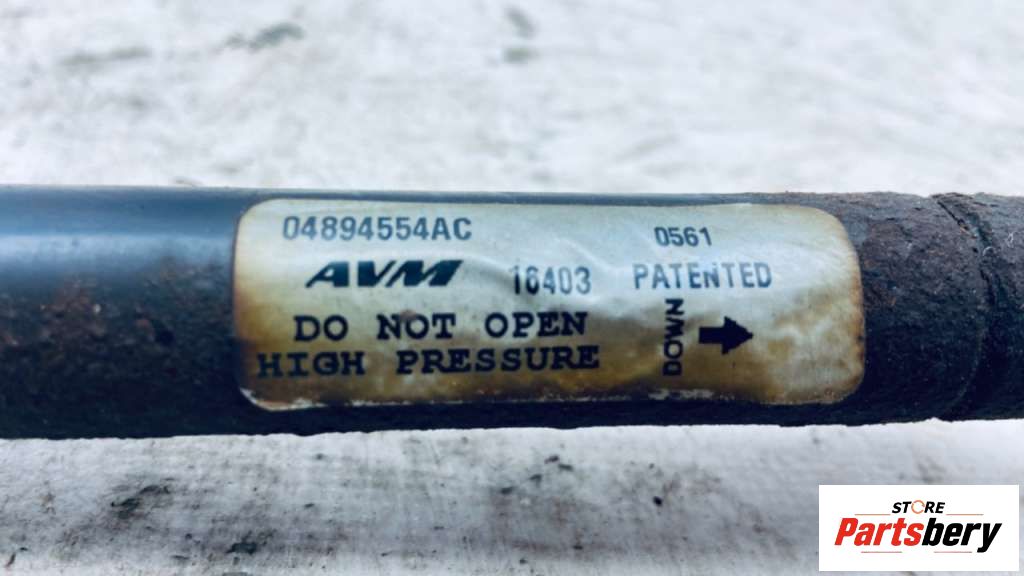 04894554AC 0561
AVM 16403 PATENTED
DO NOT OPEN
HIGH PRESSURE
DOWN
STORE
Partsbery